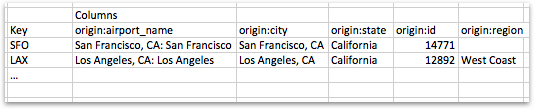 Columns
Key origin:airport_name origin:city origin:state origin:id origin:region
SFO San Francisco, CA: San Francisco San Francisco, CA California 14771
LAX Los Angeles, CA: Los Angeles Los Angeles, CA California 12892 West Coast
...